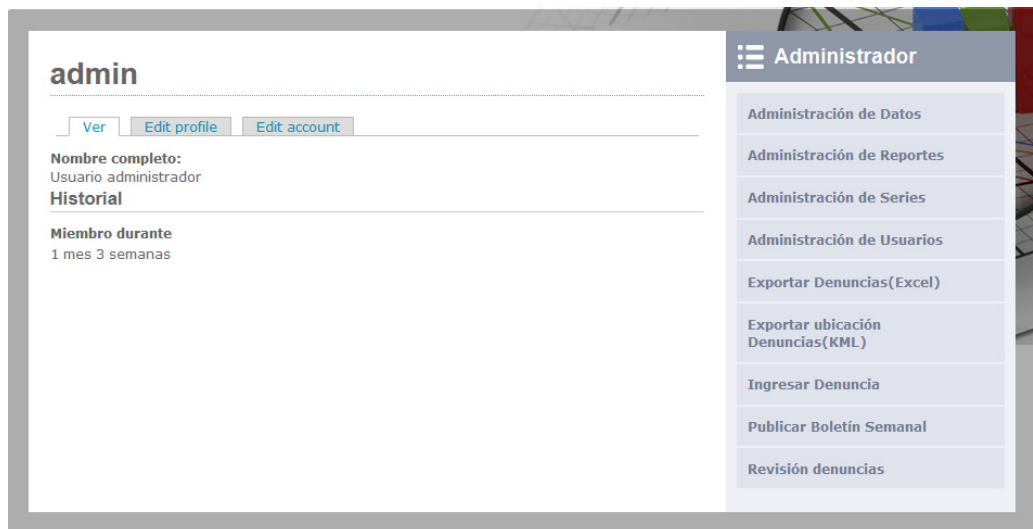 admin
Ver
Edit profile
Edit account
Nombre completo:
Usuario administrador
Historial
Miembro durante
1 mes 3 semanas
Administrador
Administración de Datos
Administración de Reportes
Administración de Series
Administración de Usuarios
Exportar Denuncias(Excel)
Exportar ubicación
Denuncias(KML)
Ingresar Denuncia
Publicar Boletín Semanal
Revisión denuncias